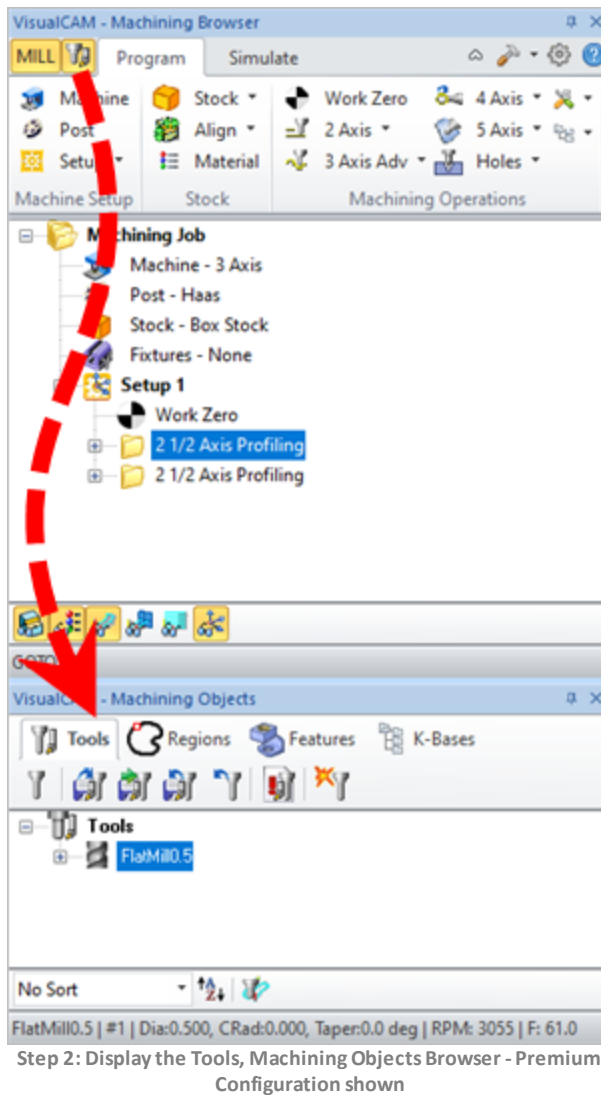 VisualCAM - Machining Browser
MILL Program Simulate
Machine Stock Work Zero 4 Axis
Post Align 2 Axis 5 Axis
Setup Material 3 Axis Adv Holes
Machine Setup Stock Machining Operations
Machining Job
Machine - 3 Axis
Post - Haas
Stock - Box Stock
Fixtures - None
Setup 1
Work Zero
2 1/2 Axis Profiling
2 1/2 Axis Profiling
VisualCAM - Machining Objects
Tools Regions Features K-Bases
Tools
FlatMill0.5
No Sort
FlatMill0.5 | #1 | Dia:0.500, CRad:0.000, Taper:0.0 deg | RPM: 3055 | F: 61.0
Step 2: Display the Tools, Machining Objects Browser - Premium
Configuration shown